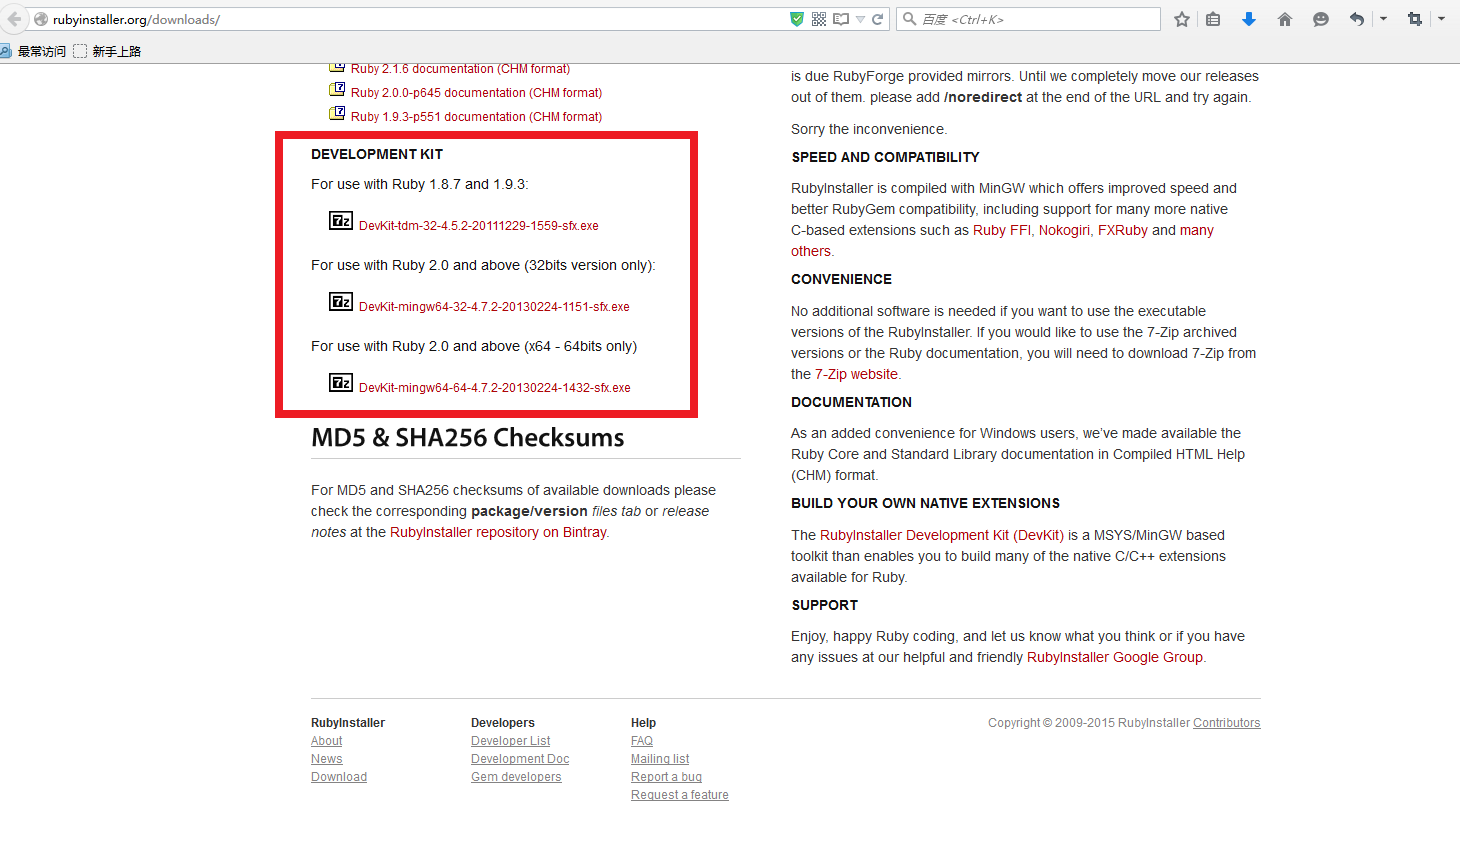 rubyinstaller.org/downloads/
百度 <Ctrl+K>
最常访问 新手上路
Ruby 2.1.6 documentation (CHM format)
Ruby 2.0.0-p645 documentation (CHM format)
Ruby 1.9.3-p551 documentation (CHM format)
DEVELOPMENT KIT
For use with Ruby 1.8.7 and 1.9.3:
7z DevKit-tdm-32-4.5.2-20111229-1559-sfx.exe
For use with Ruby 2.0 and above (32bits version only):
7z DevKit-mingw64-32-4.7.2-20130224-1151-sfx.exe
For use with Ruby 2.0 and above (x64 - 64bits only)
7z DevKit-mingw64-64-4.7.2-20130224-1432-sfx.exe
MD5 & SHA256 Checksums
For MD5 and SHA256 checksums of available downloads please
check the corresponding package/version files tab or release
notes at the RubyInstaller repository on Bintray.
is due RubyForge provided mirrors. Until we completely move our releases
out of them. please add /noredirect at the end of the URL and try again.
Sorry the inconvenience.
SPEED AND COMPATIBILITY
RubyInstaller is compiled with MinGW which offers improved speed and
better RubyGem compatibility, including support for many more native
C-based extensions such as Ruby FFI, Nokogiri, FXRuby and many
others.
CONVENIENCE
No additional software is needed if you want to use the executable
versions of the RubyInstaller. If you would like to use the 7-Zip archived
versions or the Ruby documentation, you will need to download 7-Zip from
the 7-Zip website.
DOCUMENTATION
As an added convenience for Windows users, we've made available the
Ruby Core and Standard Library documentation in Compiled HTML Help
(CHM) format.
BUILD YOUR OWN NATIVE EXTENSIONS
The RubyInstaller Development Kit (DevKit) is a MSYS/MinGW based
toolkit than enables you to build many of the native C/C++ extensions
available for Ruby.
SUPPORT
Enjoy, happy Ruby coding, and let us know what you think or if you have
any issues at our helpful and friendly RubyInstaller Google Group.
RubyInstaller
About
News
Download
Developers
Developer List
Development Doc
Gem developers
Help
FAQ
Mailing list
Report a bug
Request a feature
Copyright © 2009-2015 RubyInstaller Contributors